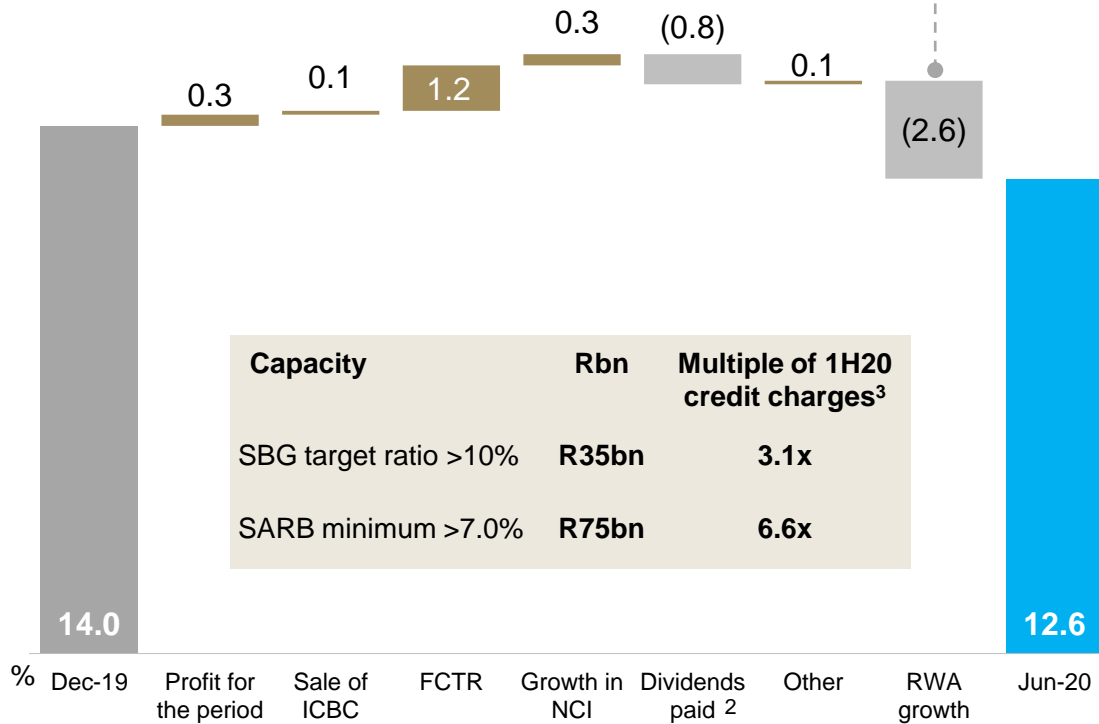 0.3
0.1
1.2
0.3
(0.8)
0.1
(2.6)
Capacity Rbn Multiple of 1H20
credit charges³
SBG target ratio >10% R35bn 3.1x
SARB minimum >7.0% R75bn 6.6x
14.0
12.6
% Dec-19 Profit for Sale of FCTR Growth in Dividends Other RWA Jun-20
the period ICBC NCI paid ² growth